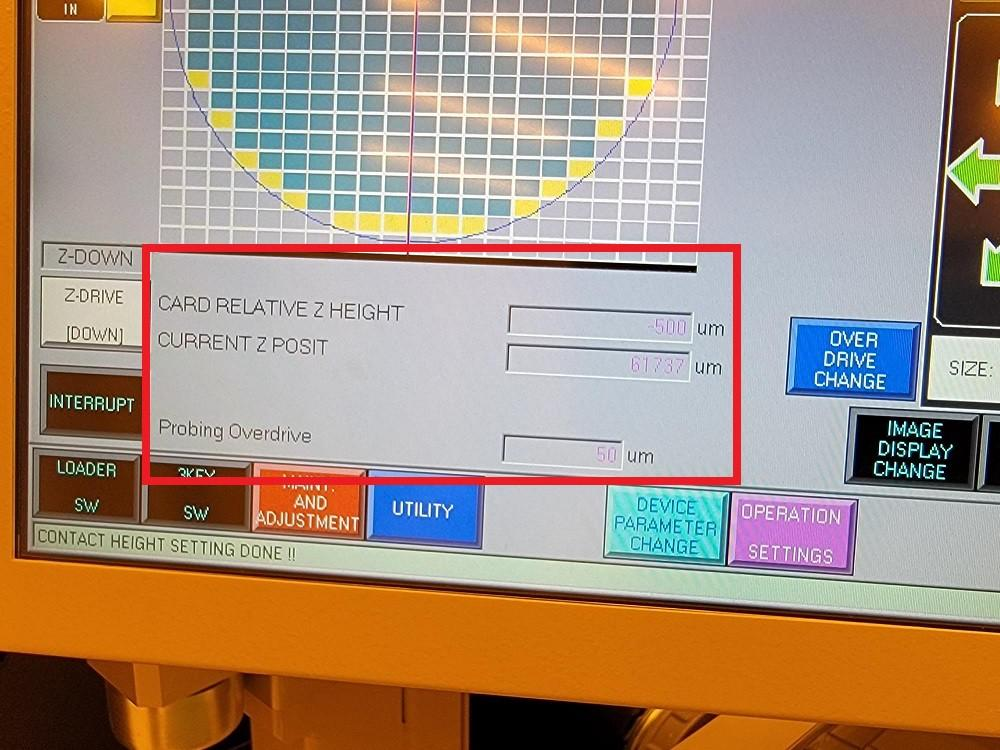 IN
Z-DOWN
Z-DRIVE
[DOWN]
CARD RELATIVE Z HEIGHT -500 um
CURRENT Z POSIT 61737 um
OVER
DRIVE
CHANGE
SIZE:
INTERRUPT
Probing Overdrive 50 um
IMAGE
DISPLAY
CHANGE
LOADER
SW
3KEY
SW
MAINT.
AND
ADJUSTMENT
UTILITY
DEVICE
PARAMETER
CHANGE
OPERATION
SETTINGS
CONTACT HEIGHT SETTING DONE !!